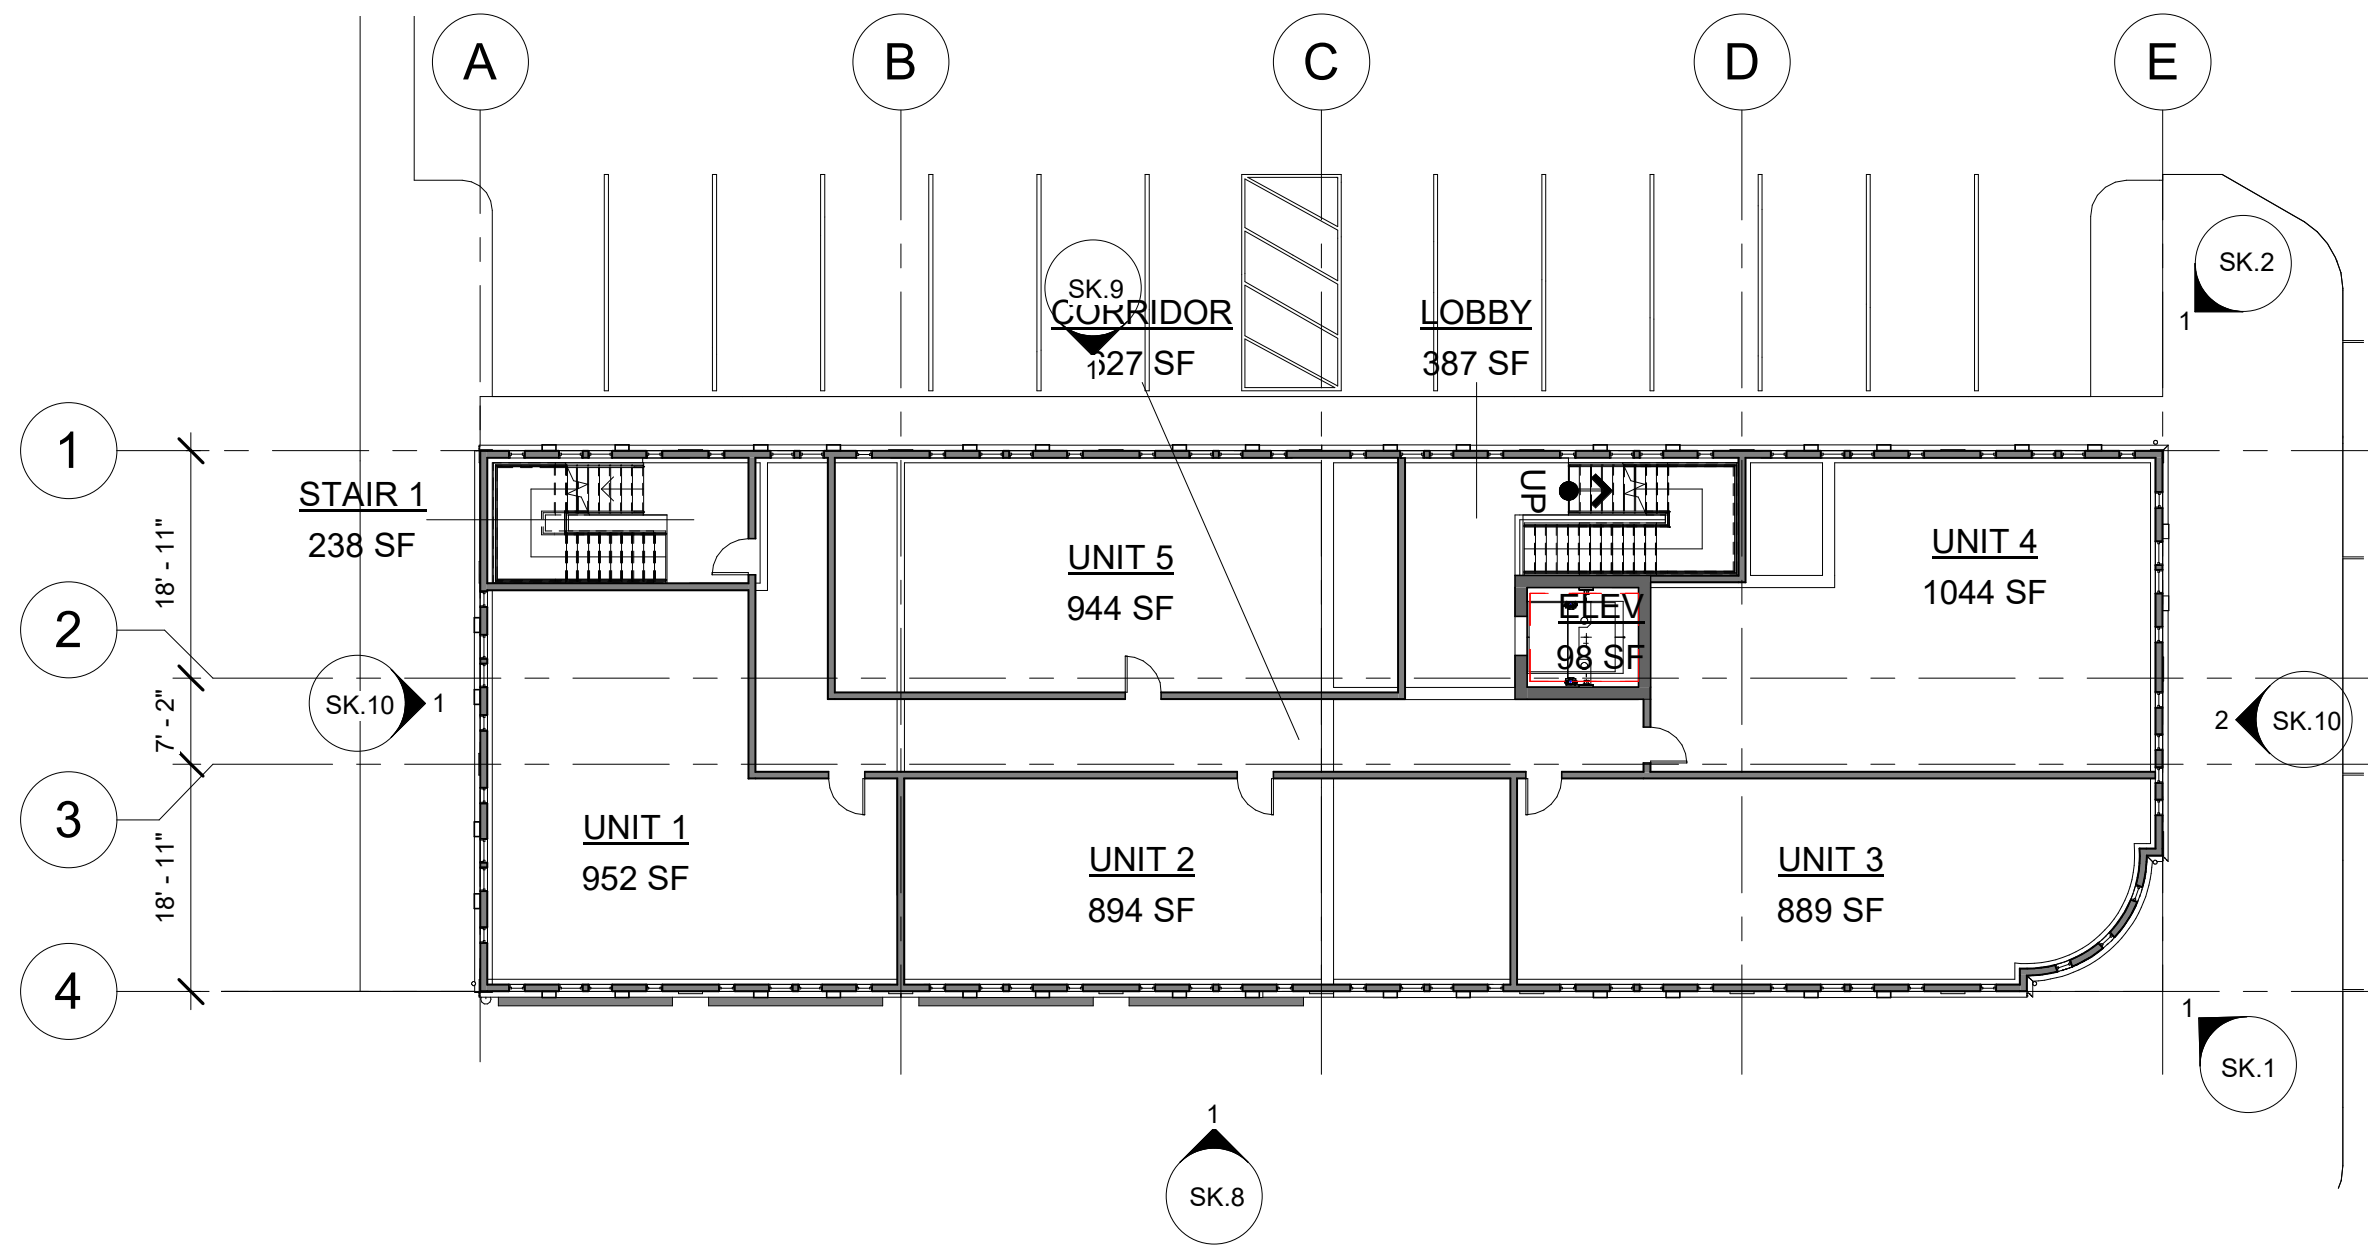 A
B
C
D
E
SK.2
1
SK.9
CORRIDOR
LOBBY
1
627 SF
387 SF
1
STAIR 1
238 SF
UP
18' - 11"
UNIT 5
944 SF
UNIT 4
1044 SF
ELEV
98 SF
2
SK.10
1
7' - 2"
2
SK.10
3
UNIT 1
952 SF
18' - 11"
UNIT 2
894 SF
UNIT 3
889 SF
4
1
SK.1
1
SK.8